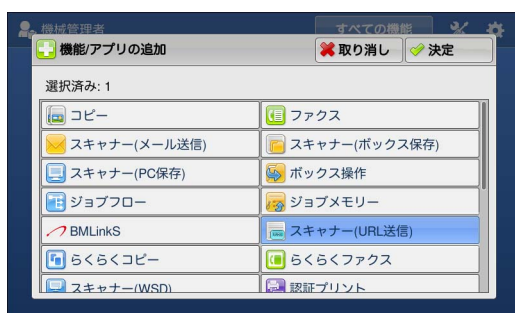 機械管理者
すべての機能
機能/アプリの追加
取り消し
決定
選択済み: 1
コピー
ファクス
スキャナー(メール送信)
スキャナー(ボックス保存)
スキャナー(PC保存)
ボックス操作
ジョブフロー
ジョブメモリー
BMLinkS
スキャナー(URL送信)
らくらくコピー
らくらくファクス
スキャナー(WSD)
認証プリント